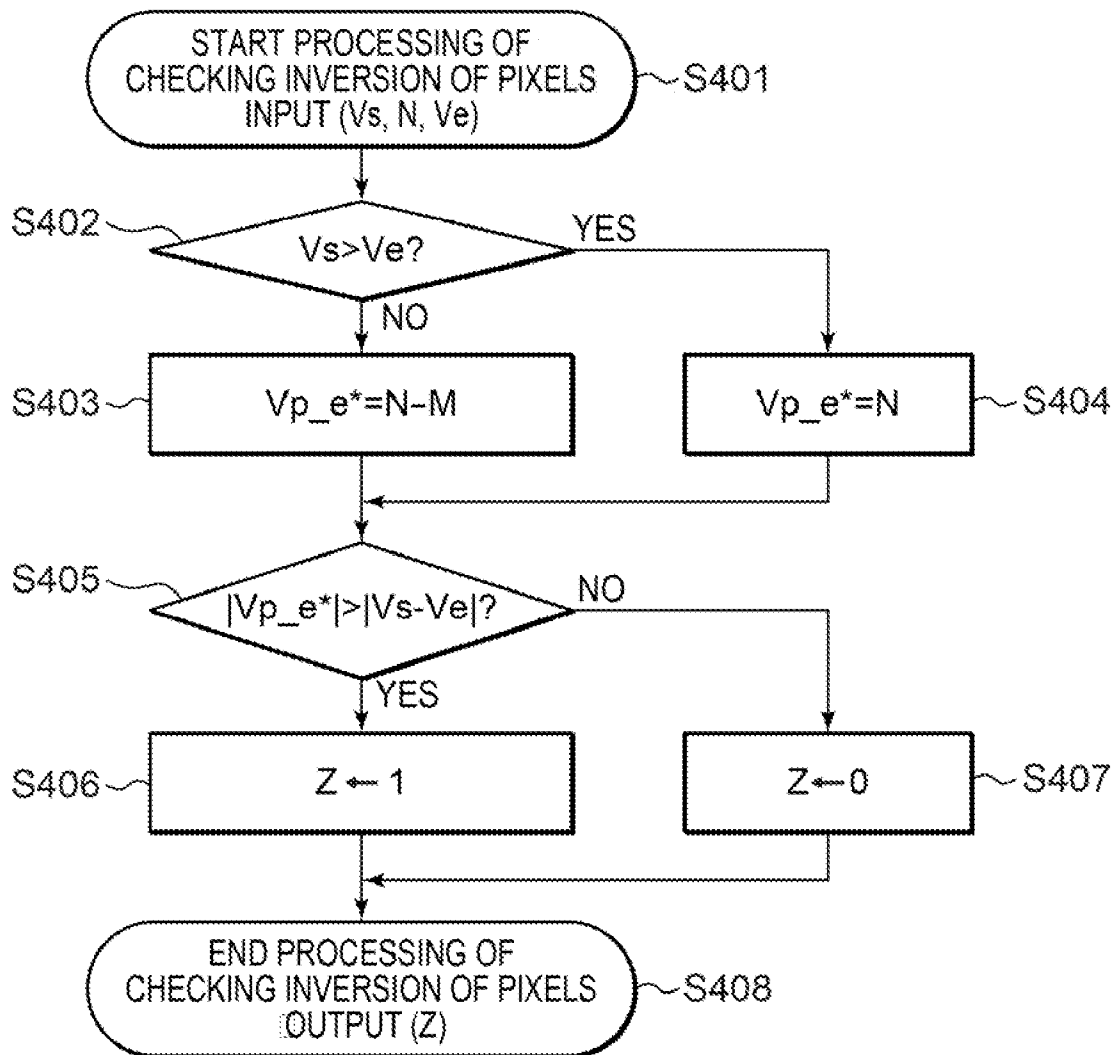 START PROCESSING OF
CHECKING INVERSION OF PIXELS
INPUT (Vs, N, Ve)
S401
S402
Vs>Ve?
YES
NO
S403
Vp_e*=N-M
Vp_e*=N
S404
S405
|Vp_e*|>|Vs-Ve|?
NO
YES
S406
Z ← 1
Z←0
S407
END PROCESSING OF
CHECKING INVERSION OF PIXELS
OUTPUT (Z)
S408